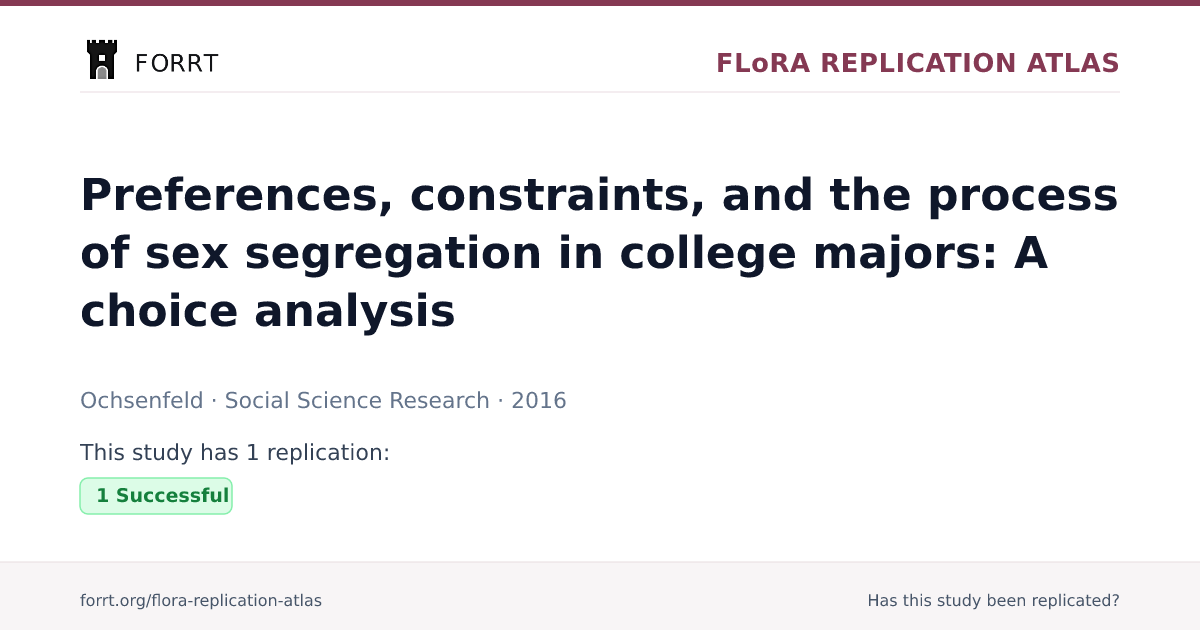 FORRT
FLoRA REPLICATION ATLAS
Preferences, constraints, and the process
of sex segregation in college majors: A
choice analysis
Ochsenfeld · Social Science Research · 2016
This study has 1 replication:
1 Successful
forrt.org/flora-replication-atlas
Has this study been replicated?